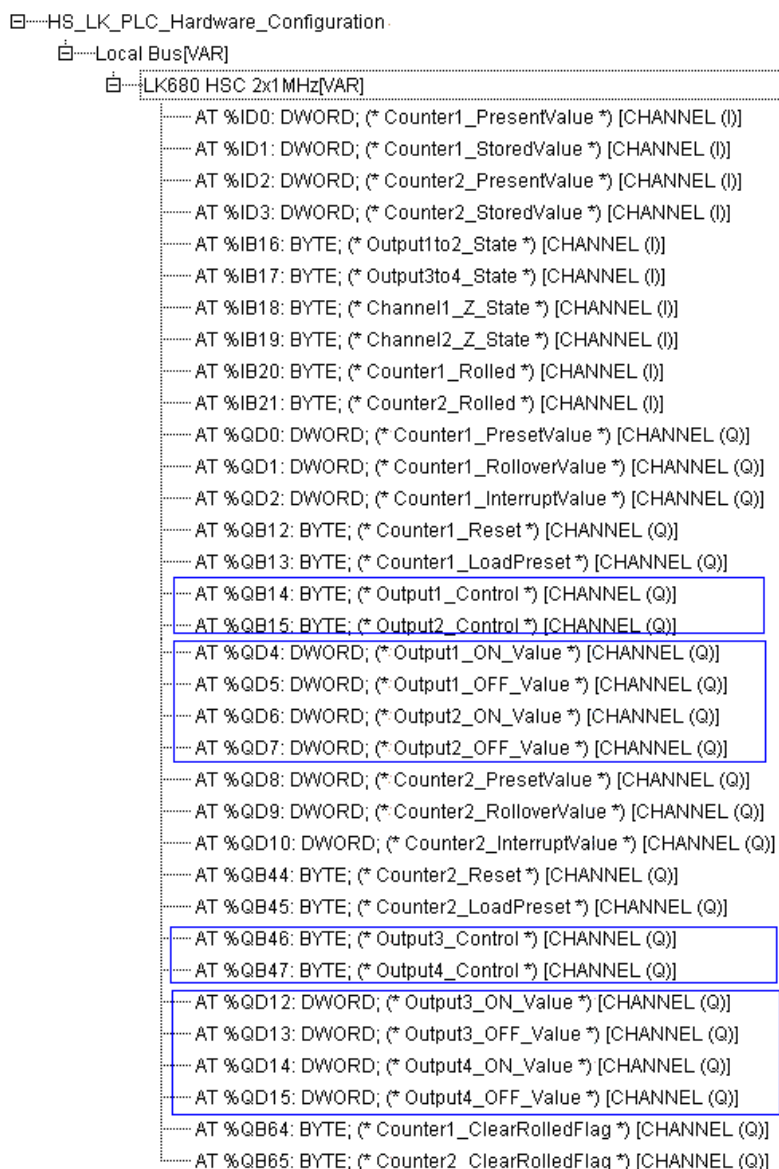 HS_LK_PLC_Hardware_Configuration
Local Bus[VAR]
LK680 HSC 2x1MHz[VAR]
AT %ID0: DWORD; (* Counter1_PresentValue *) [CHANNEL (I)]
AT %ID1: DWORD; (* Counter1_StoredValue *) [CHANNEL (I)]
AT %ID2: DWORD; (* Counter2_PresentValue *) [CHANNEL (I)]
AT %ID3: DWORD; (* Counter2_StoredValue *) [CHANNEL (I)]
AT %IB16: BYTE; (* Output1to2_State *) [CHANNEL (I)]
AT %IB17: BYTE; (* Output3to4_State *) [CHANNEL (I)]
AT %IB18: BYTE; (* Channel1_Z_State *) [CHANNEL (I)]
AT %IB19: BYTE; (* Channel2_Z_State *) [CHANNEL (I)]
AT %IB20: BYTE; (* Counter1_Rolled *) [CHANNEL (I)]
AT %IB21: BYTE; (* Counter2_Rolled *) [CHANNEL (I)]
AT %QD0: DWORD; (* Counter1_PresetValue *) [CHANNEL (Q)]
AT %QD1: DWORD; (* Counter1_RolloverValue *) [CHANNEL (Q)]
AT %QD2: DWORD; (* Counter1_InterruptValue *) [CHANNEL (Q)]
AT %QB12: BYTE; (* Counter1_Reset *) [CHANNEL (Q)]
AT %QB13: BYTE; (* Counter1_LoadPreset *) [CHANNEL (Q)]
AT %QB14: BYTE; (* Output1_Control *) [CHANNEL (Q)]
AT %QB15: BYTE; (* Output2_Control *) [CHANNEL (Q)]
AT %QD4: DWORD; (* Output1_ON_Value *) [CHANNEL (Q)]
AT %QD5: DWORD; (* Output1_OFF_Value *) [CHANNEL (Q)]
AT %QD6: DWORD; (* Output2_ON_Value *) [CHANNEL (Q)]
AT %QD7: DWORD; (* Output2_OFF_Value *) [CHANNEL (Q)]
AT %QD8: DWORD; (* Counter2_PresetValue *) [CHANNEL (Q)]
AT %QD9: DWORD; (* Counter2_RolloverValue *) [CHANNEL (Q)]
AT %QD10: DWORD; (* Counter2_InterruptValue *) [CHANNEL (Q)]
AT %QB44: BYTE; (* Counter2_Reset *) [CHANNEL (Q)]
AT %QB45: BYTE; (* Counter2_LoadPreset *) [CHANNEL (Q)]
AT %QB46: BYTE; (* Output3_Control *) [CHANNEL (Q)]
AT %QB47: BYTE; (* Output4_Control *) [CHANNEL (Q)]
AT %QD12: DWORD; (* Output3_ON_Value *) [CHANNEL (Q)]
AT %QD13: DWORD; (* Output3_OFF_Value *) [CHANNEL (Q)]
AT %QD14: DWORD; (* Output4_ON_Value *) [CHANNEL (Q)]
AT %QD15: DWORD; (* Output4_OFF_Value *) [CHANNEL (Q)]
AT %QB64: BYTE; (* Counter1_ClearRolledFlag *) [CHANNEL (Q)]
AT %QB65: BYTE; (* Counter2_ClearRolledFlag *) [CHANNEL (Q)]